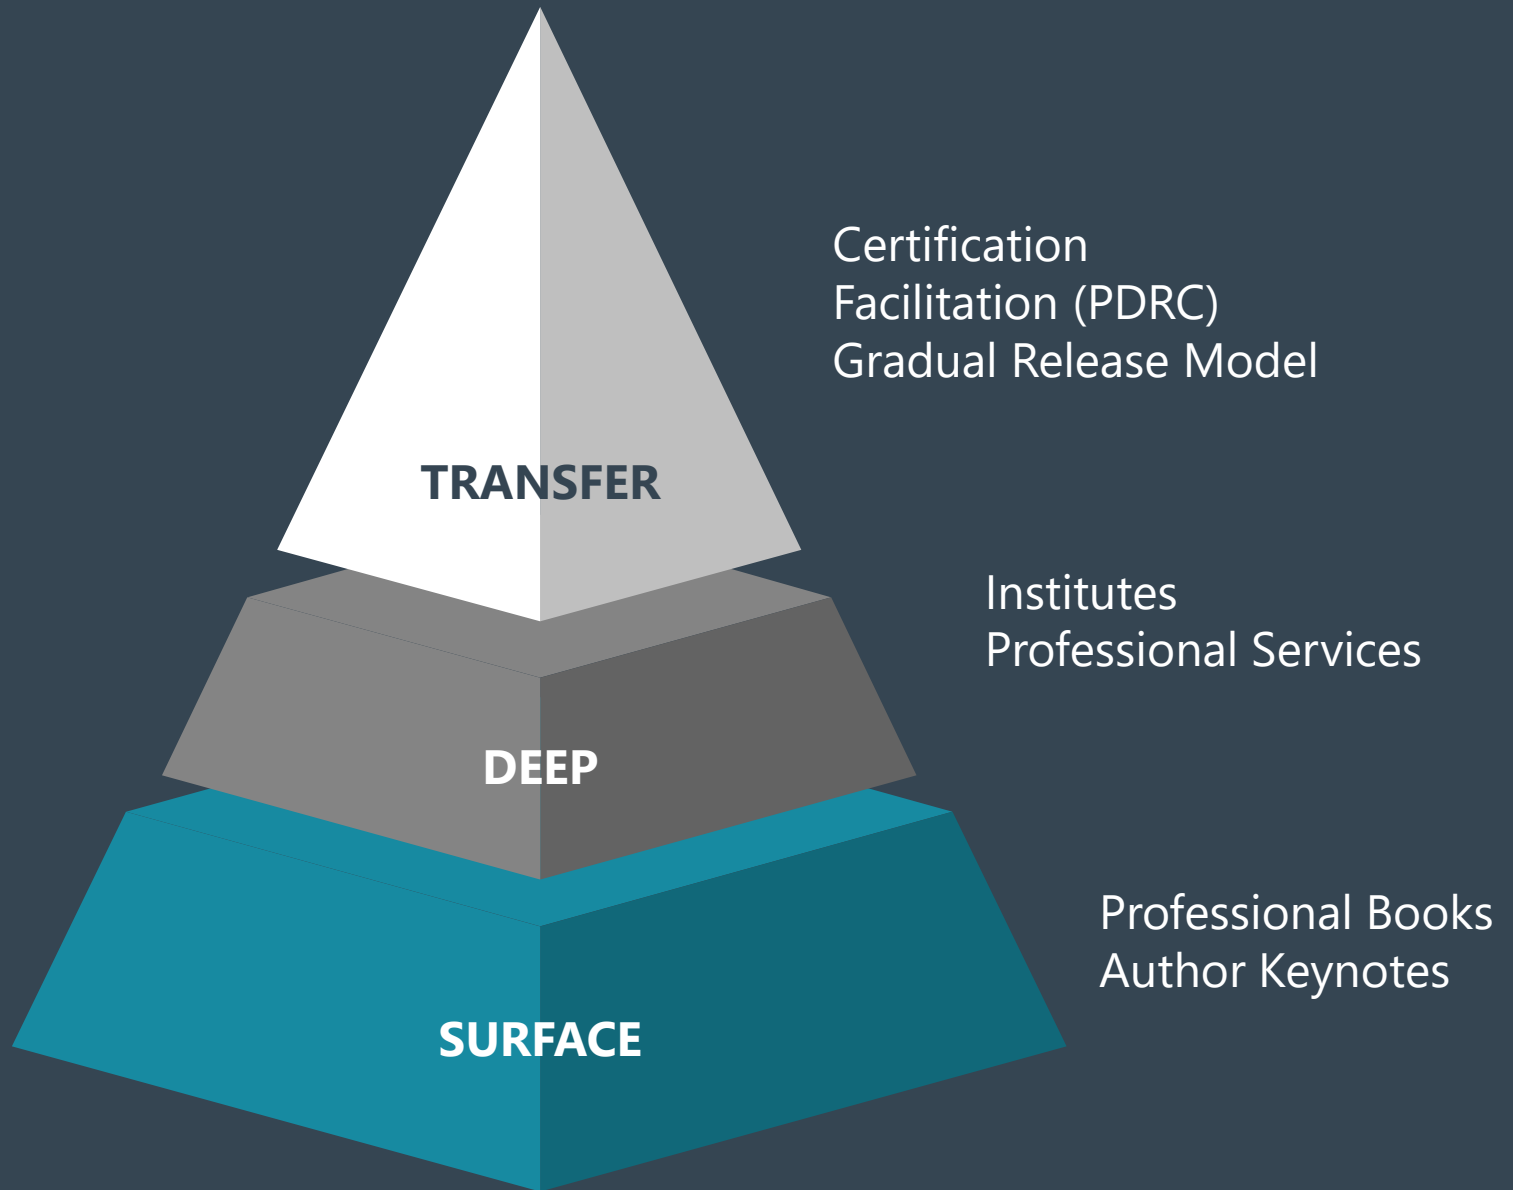 Certification
Facilitation (PDRC)
Gradual Release Model
TRANSFER
Institutes
Professional Services
DEEP
Professional Books
Author Keynotes
SURFACE